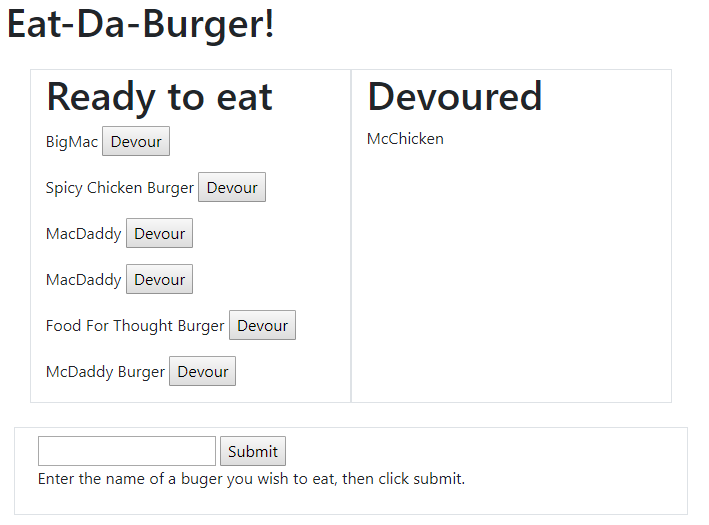 Eat-Da-Burger!
Ready to eat
BigMac Devour
Spicy Chicken Burger Devour
MacDaddy Devour
MacDaddy Devour
Food For Thought Burger Devour
McDaddy Burger Devour
Devoured
McChicken
Submit
Enter the name of a buger you wish to eat, then click submit.